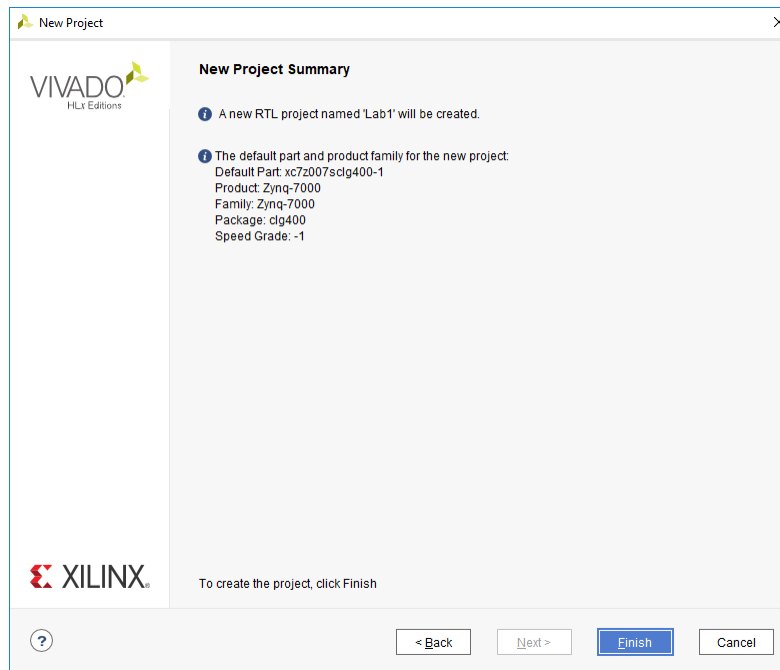 New Project
VIVADO.
HLx Editions
New Project Summary
A new RTL project named 'Lab1' will be created.
The default part and product family for the new project:
Default Part: xc7z007sclg400-1
Product: Zynq-7000
Family: Zynq-7000
Package: clg400
Speed Grade: -1
XILINX.
To create the project, click Finish
?
< Back
Next >
Finish
Cancel